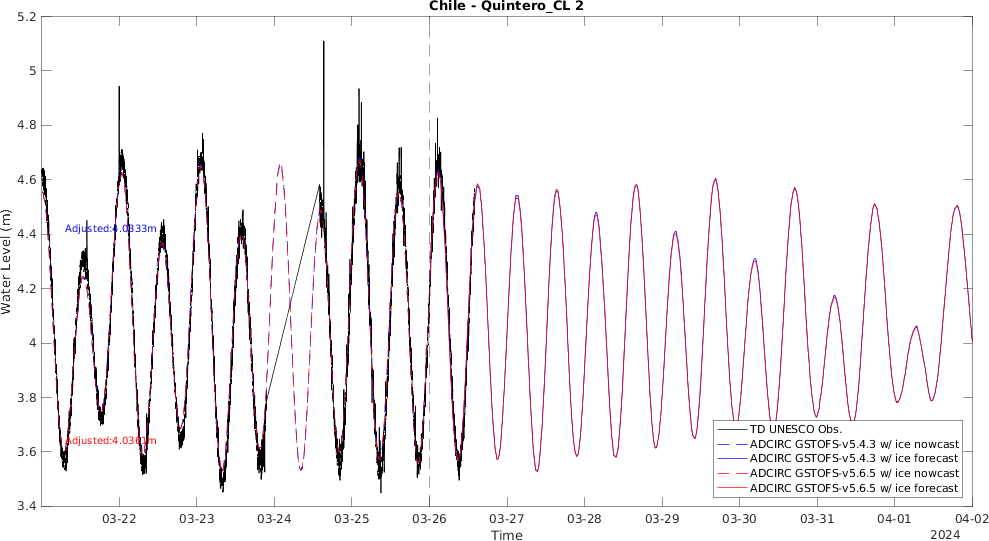 Chile - Quintero_CL 2
5.2
5
4.8
4.6
4.4
4.2
4
3.8
3.6
3.4
Water Level (m)
Adjusted:4.0333m
Adjusted:4.0361m
TD UNESCO Obs.
ADCIRC GSTOFS-v5.4.3 w/ ice nowcast
ADCIRC GSTOFS-v5.4.3 w/ ice forecast
ADCIRC GSTOFS-v5.6.5 w/ ice nowcast
ADCIRC GSTOFS-v5.6.5 w/ ice forecast
03-22 03-23 03-24 03-25 03-26 03-27 03-28 03-29 03-30 03-31 04-01 04-02
Time
2024